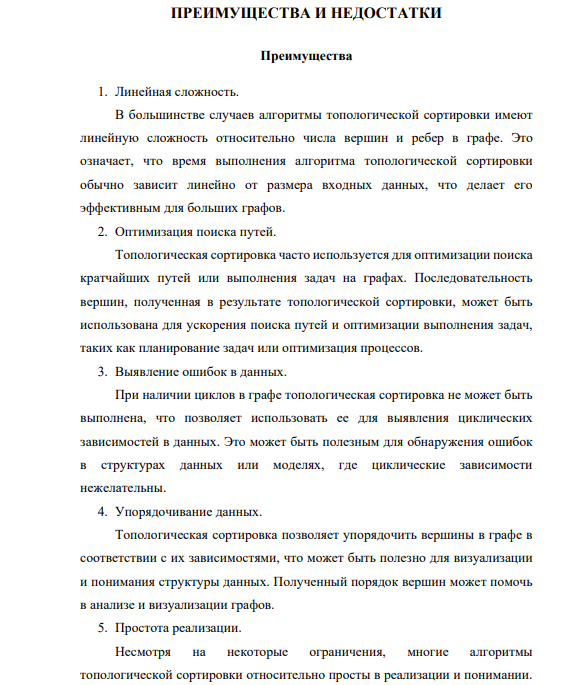 ПРЕИМУЩЕСТВА И НЕДОСТАТКИ
Преимущества
1. Линейная сложность.
В большинстве случаев алгоритмы топологической сортировки имеют
линейную сложность относительно числа вершин и ребер в графе. Это
означает, что время выполнения алгоритма топологической сортировки
обычно зависит линейно от размера входных данных, что делает его
эффективным для больших графов.
2. Оптимизация поиска путей.
Топологическая сортировка часто используется для оптимизации поиска
кратчайших путей или выполнения задач на графах. Последовательность
вершин, полученная в результате топологической сортировки, может быть
использована для ускорения поиска путей и оптимизации выполнения задач,
таких как планирование задач или оптимизация процессов.
3. Выявление ошибок в данных.
При наличии циклов в графе топологическая сортировка не может быть
выполнена, что позволяет использовать ее для выявления циклических
зависимостей в данных. Это может быть полезным для обнаружения ошибок
в структурах данных или моделях, где циклические зависимости
нежелательны.
4. Упорядочивание данных.
Топологическая сортировка позволяет упорядочить вершины в графе в
соответствии с их зависимостями, что может быть полезно для визуализации
и понимания структуры данных. Полученный порядок вершин может помочь
в анализе и визуализации графов.
5. Простота реализации.
Несмотря на некоторые ограничения, многие алгоритмы
топологической сортировки относительно просты в реализации и понимании.